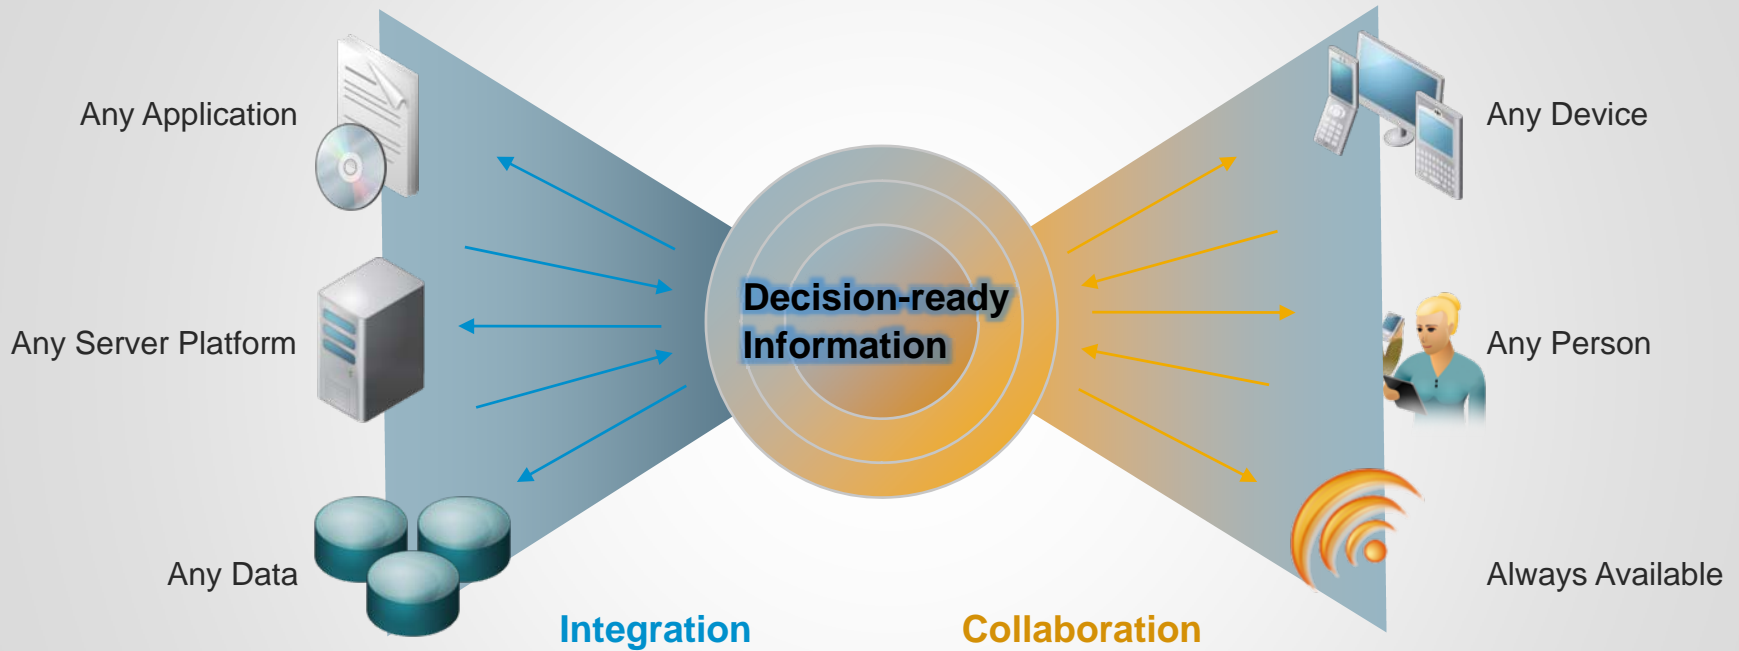 Any Application
Any Device
Decision-ready
Information
Any Server Platform
Any Person
Any Data
Always Available
Integration
Collaboration